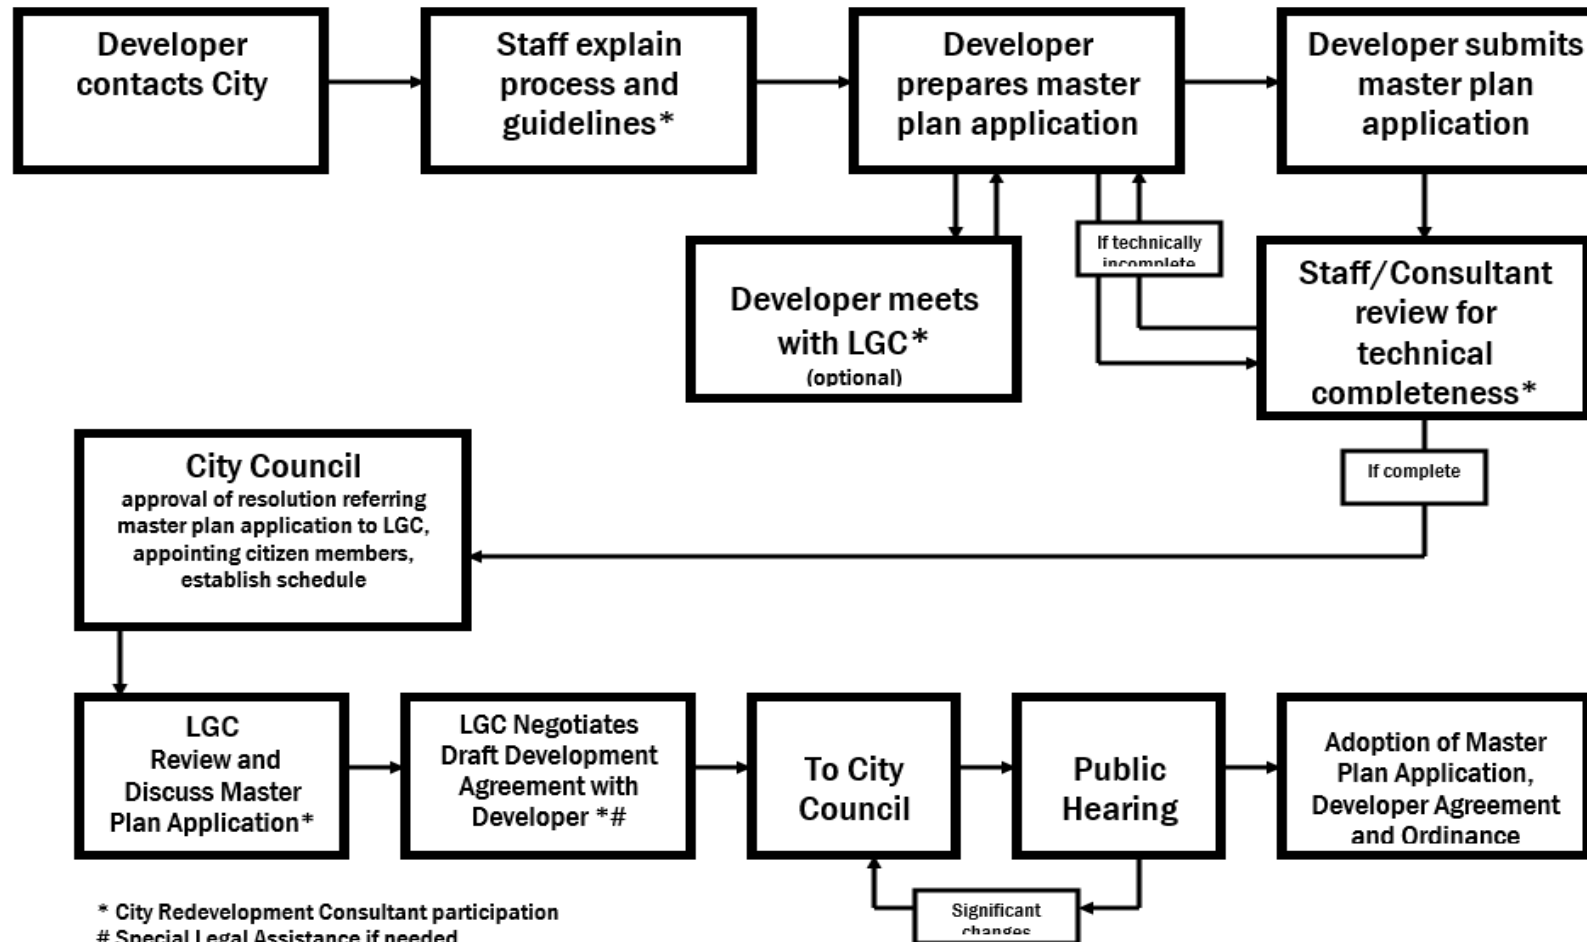 Developer
contacts City
Staff explain
process and
guidelines*
Developer
prepares master
plan application
Developer submits
master plan
application
Developer meets
with LGC*
(optional)
If technically
incomplete
Staff/Consultant
review for
technical
completeness*
If complete
City Council
approval of resolution referring
master plan application to LGC,
appointing citizen members,
establish schedule
LGC
Review and
Discuss Master
Plan Application*
LGC Negotiates
Draft Development
Agreement with
Developer *#
To City
Council
Public
Hearing
Adoption of Master
Plan Application,
Developer Agreement
and Ordinance
Significant
changes
* City Redevelopment Consultant participation
# Special Legal Assistance if needed